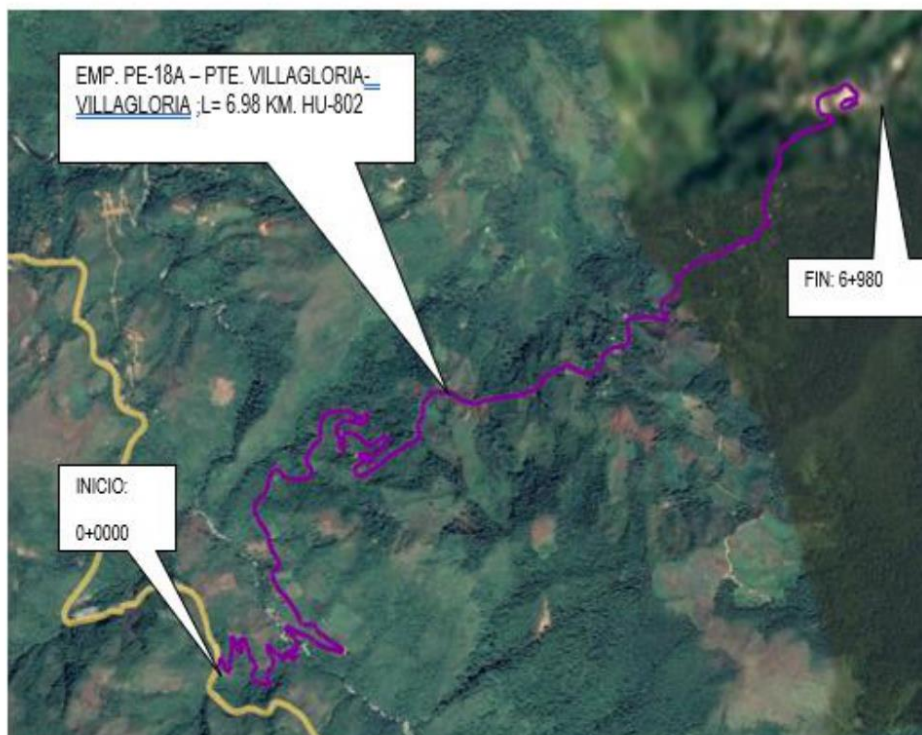 EMP. PE-18A – PTE. VILLAGLORIA-
VILLAGLORIA ;L= 6.98 KM. HU-802
FIN: 6+980
INICIO:
0+0000